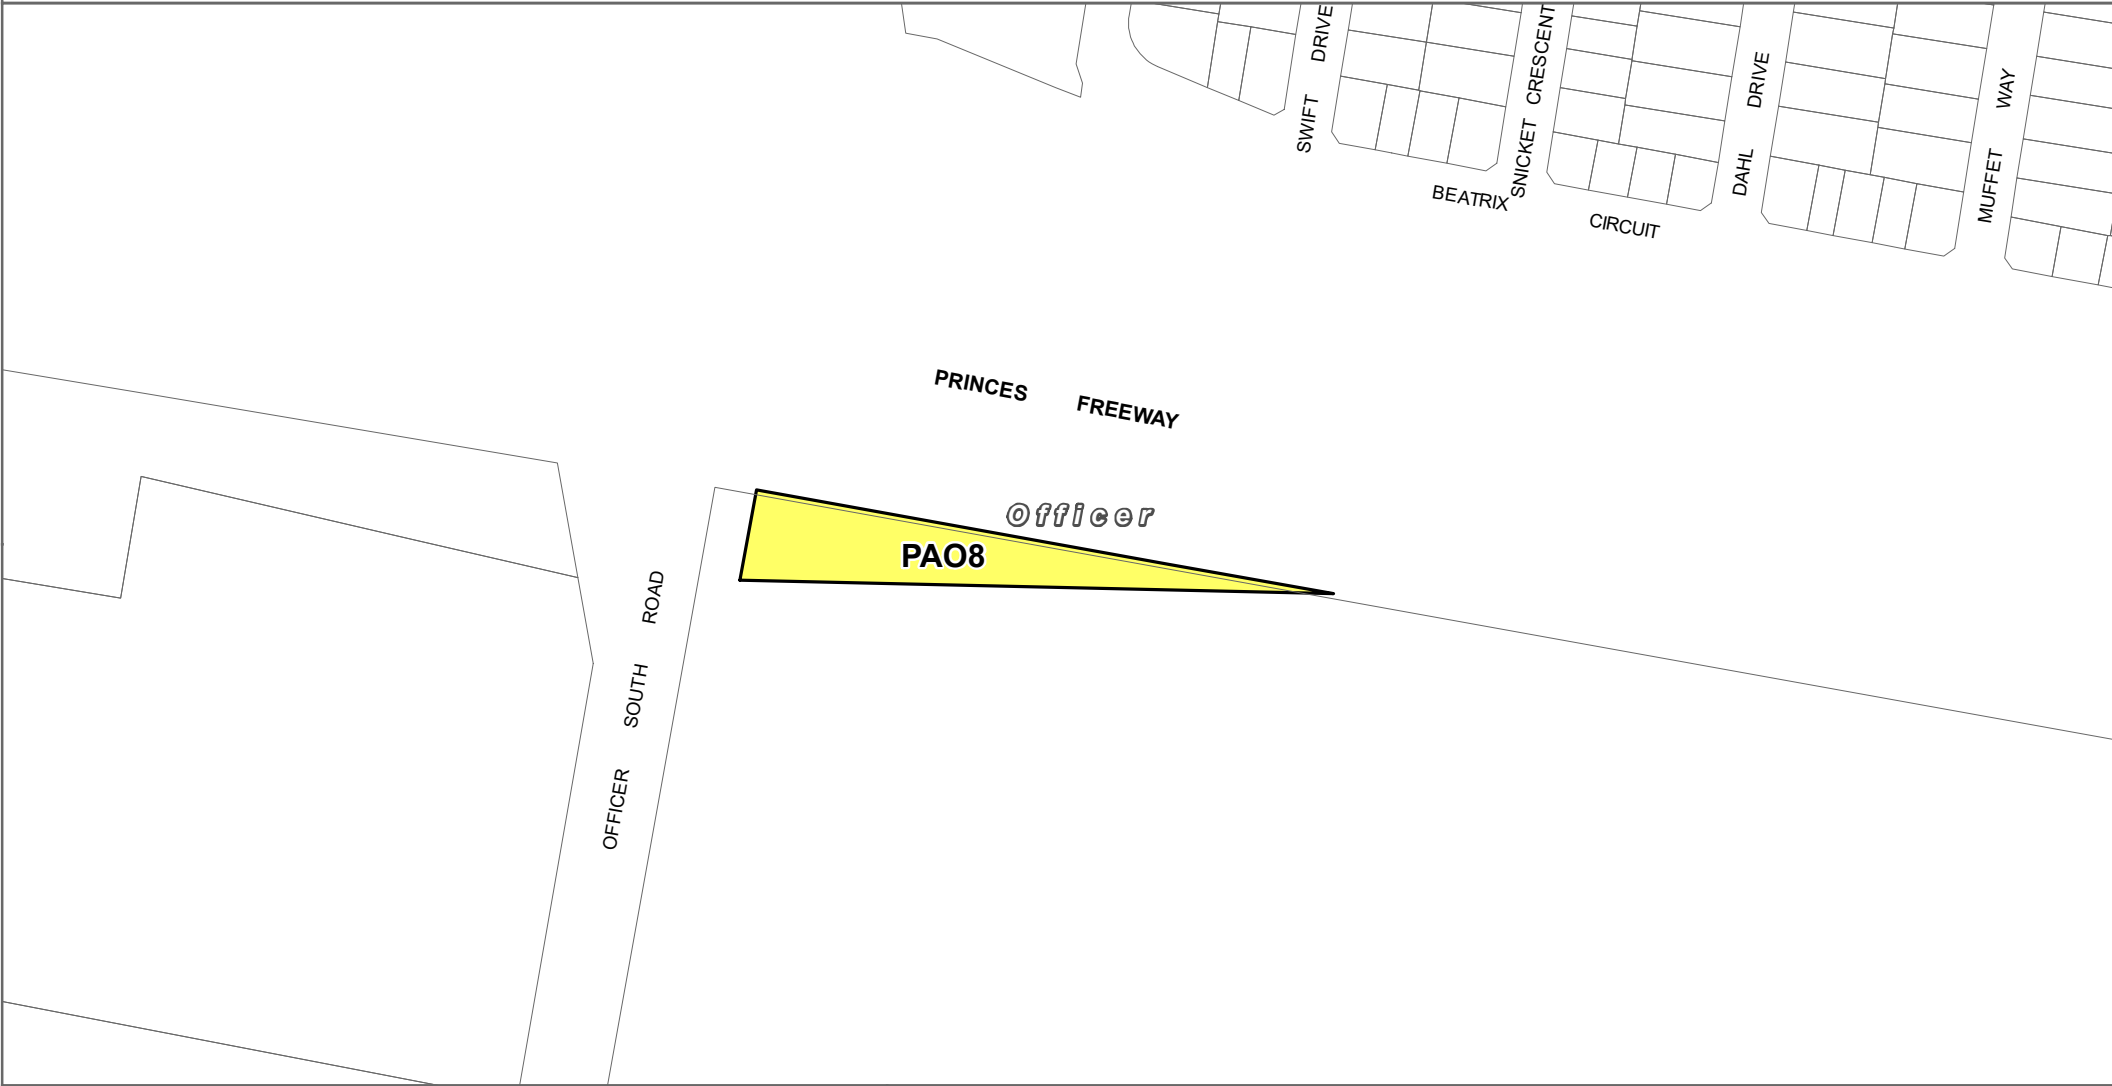 SWIFT DRIVE
SNICKET CRESCENT
DAHL DRIVE
MUFFET WAY
BEATRIX CIRCUIT
PRINCES FREEWAY
Officer
PAO8
OFFICER SOUTH ROAD